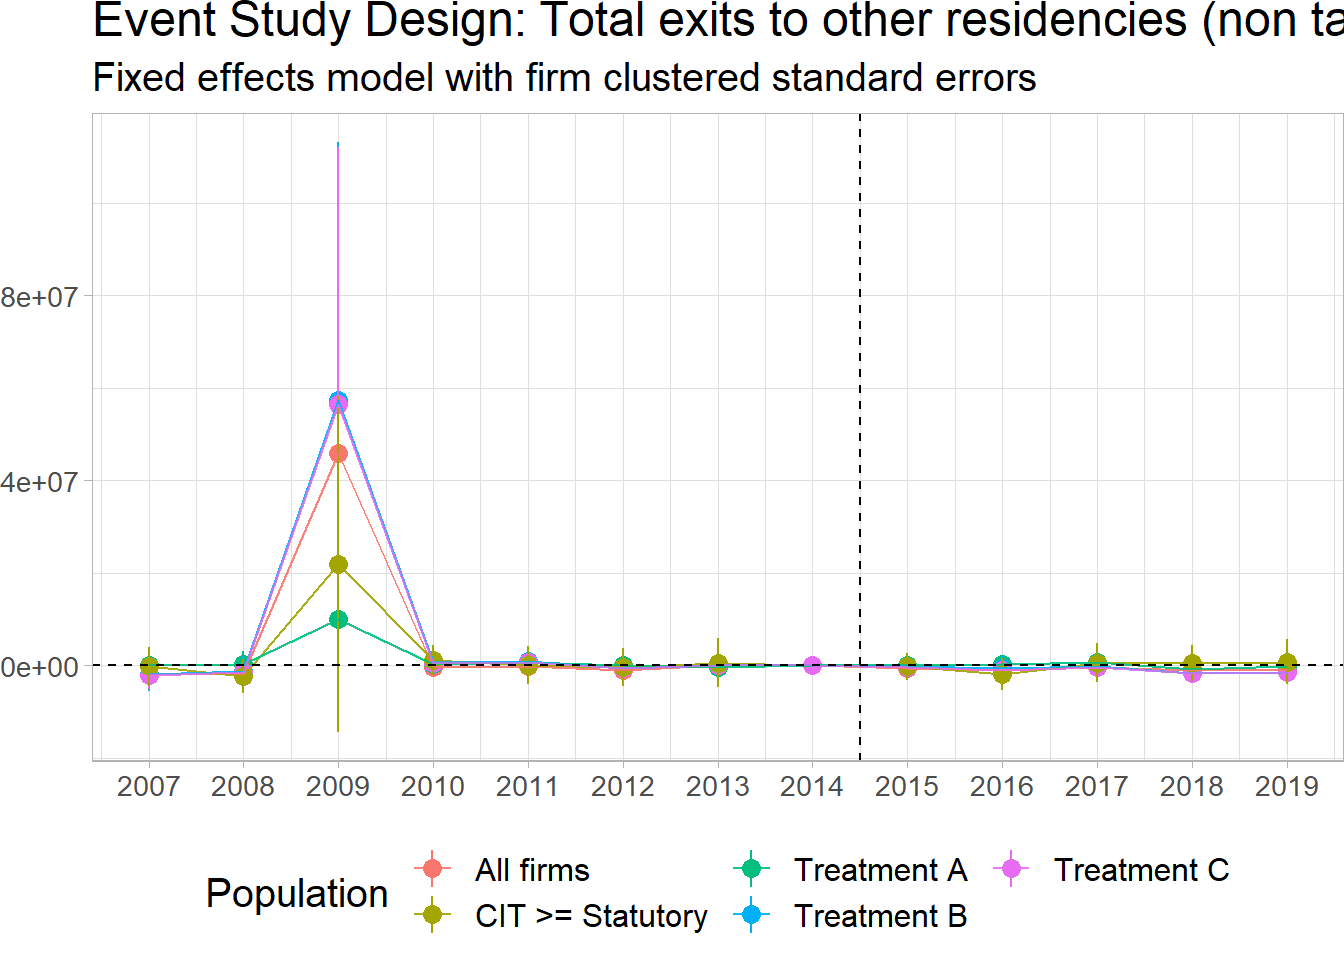 Event Study Design: Total exits to other residencies (non ta
Fixed effects model with firm clustered standard errors
8e+07
4e+07
0e+00
2007 2008 2009 2010 2011 2012 2013 2014 2015 2016 2017 2018 2019
Population
All firms Treatment A Treatment C
CIT >= Statutory Treatment B